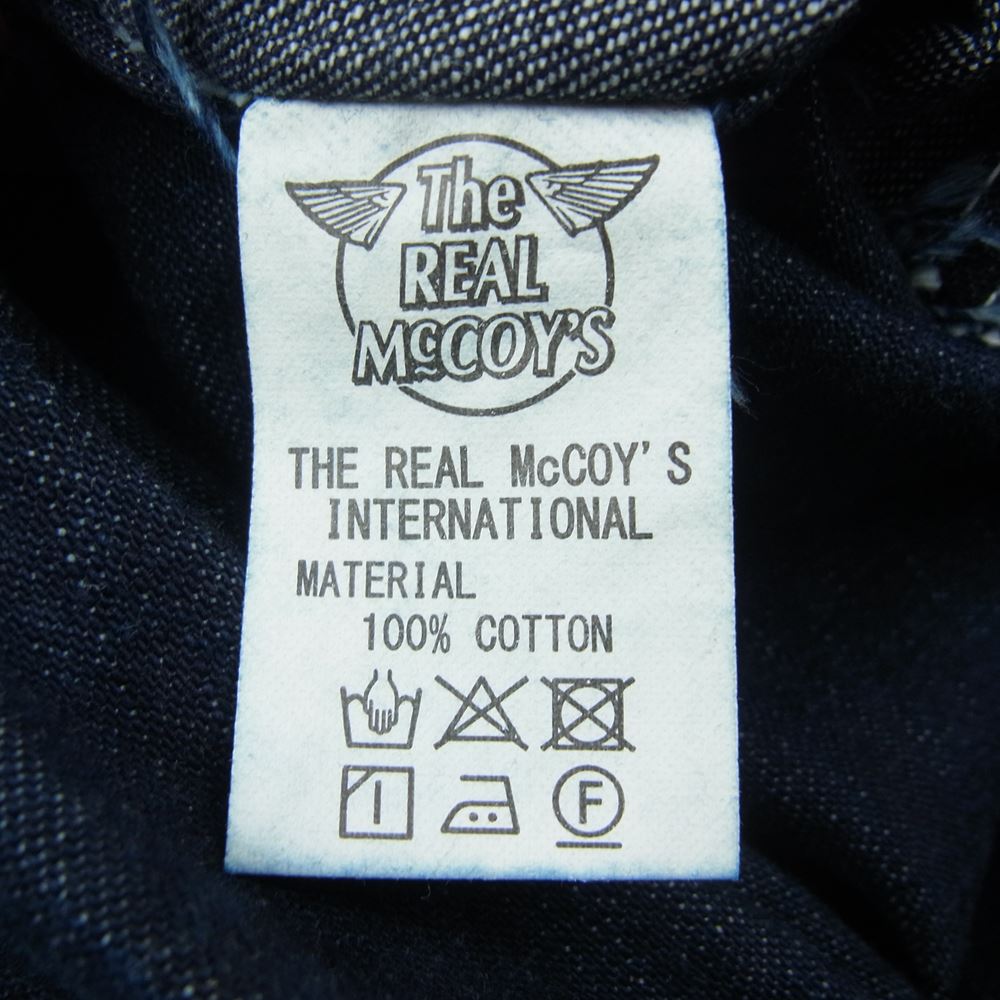 The
REAL
McCOY'S
THE REAL McCOY'S
INTERNATIONAL
MATERIAL
100% COTTON
F